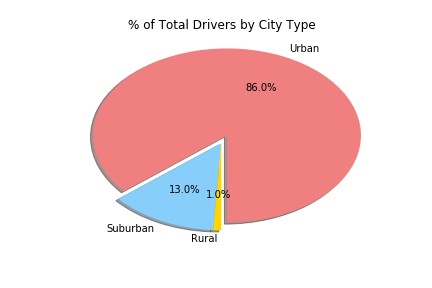 % of Total Drivers by City Type
Urban
86.0%
13.0%
1.0%
Suburban
Rural